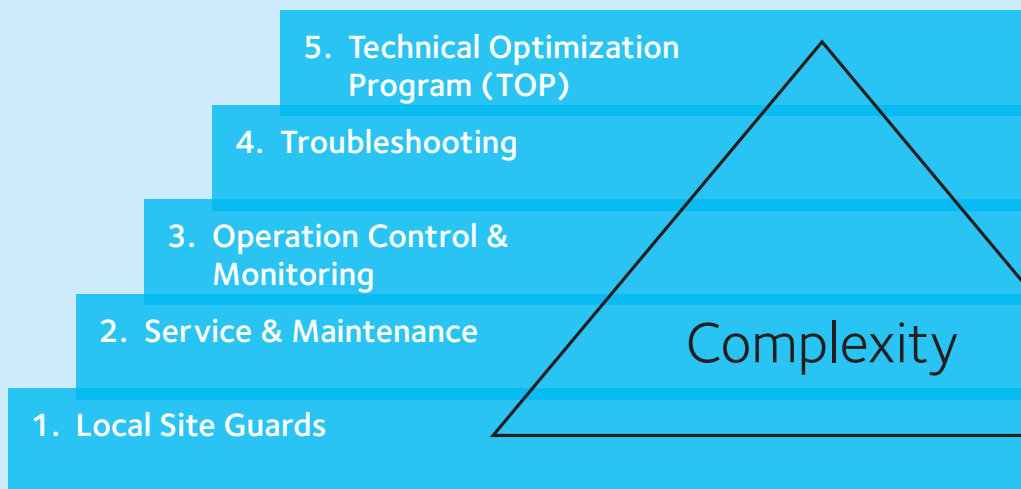 5. Technical Optimization
Program (TOP)
4. Troubleshooting
3. Operation Control &
Monitoring
2. Service & Maintenance
Complexity
1. Local Site Guards